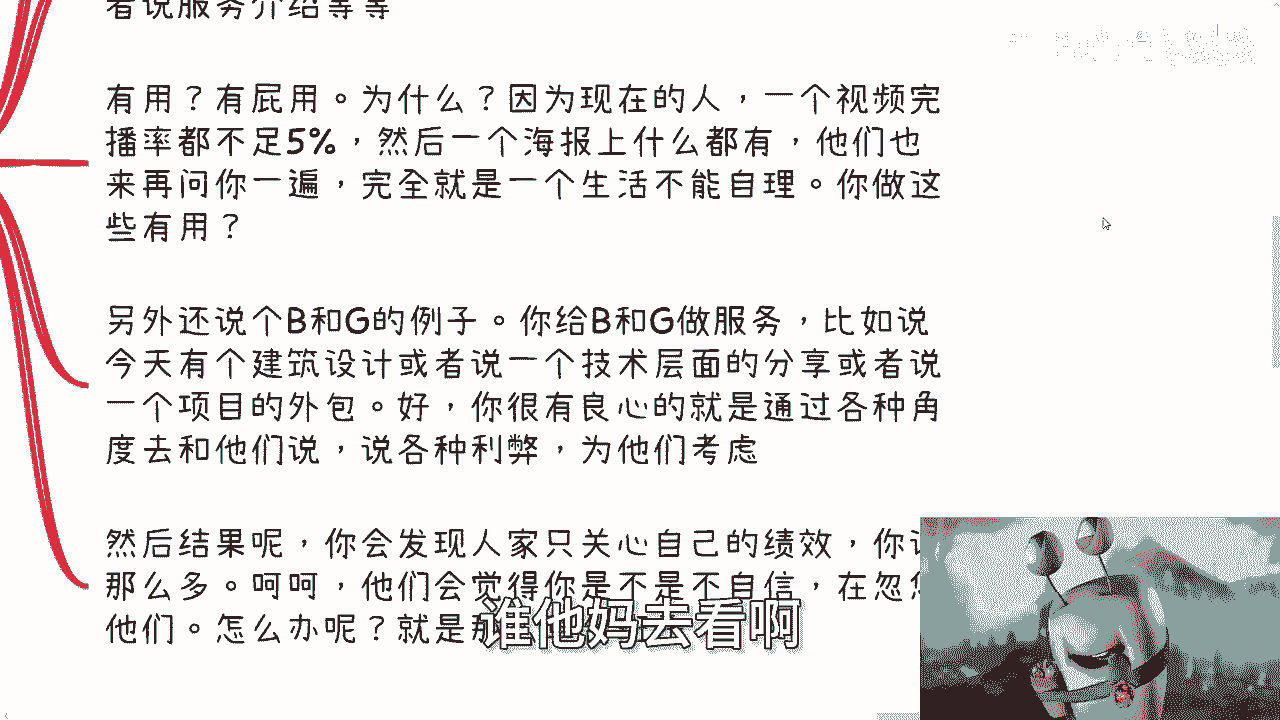 者说服务介绍等等
有用？有屁用。为什么？因为现在的人，一个视频完
播率都不足5%，然后一个海报上什么都有，他们也
来再问你一遍，完全就是一个生活不能自理。你做这
些有用？
另外还说个B和G的例子。你给B和G做服务，比如说
今天有个建筑设计或者说一个技术层面的分享或者说
一个项目的外包。好，你很有良心的就是通过各种角
度去和他们说，说各种利弊，为他们考虑
然后结果呢，你会发现人家只关心自己的绩效，你说
那么多。呵呵，他们会觉得你是不是不自信，在忽悠
他们。怎么办呢？就是那
谁他妈去看啊